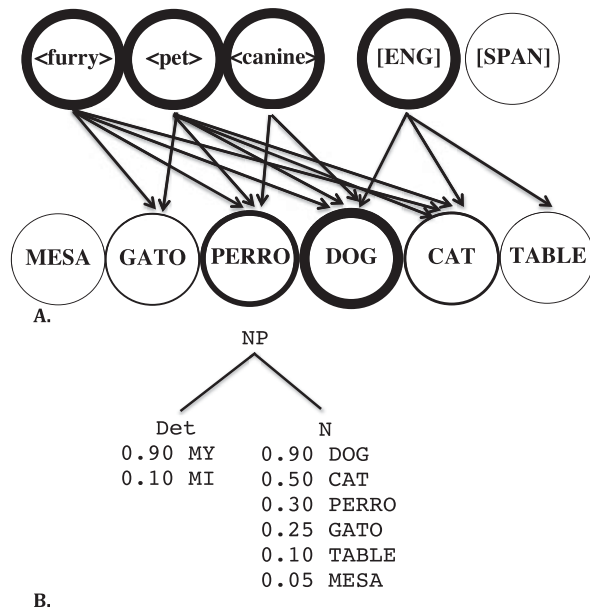 <furry> <pet> <canine> [ENG] [SPAN]
MESA GATO PERRO DOG CAT TABLE
A.
NP
Det N
0.90 MY 0.90 DOG
0.10 MI 0.50 CAT
0.30 PERRO
0.25 GATO
0.10 TABLE
0.05 MESA
B.